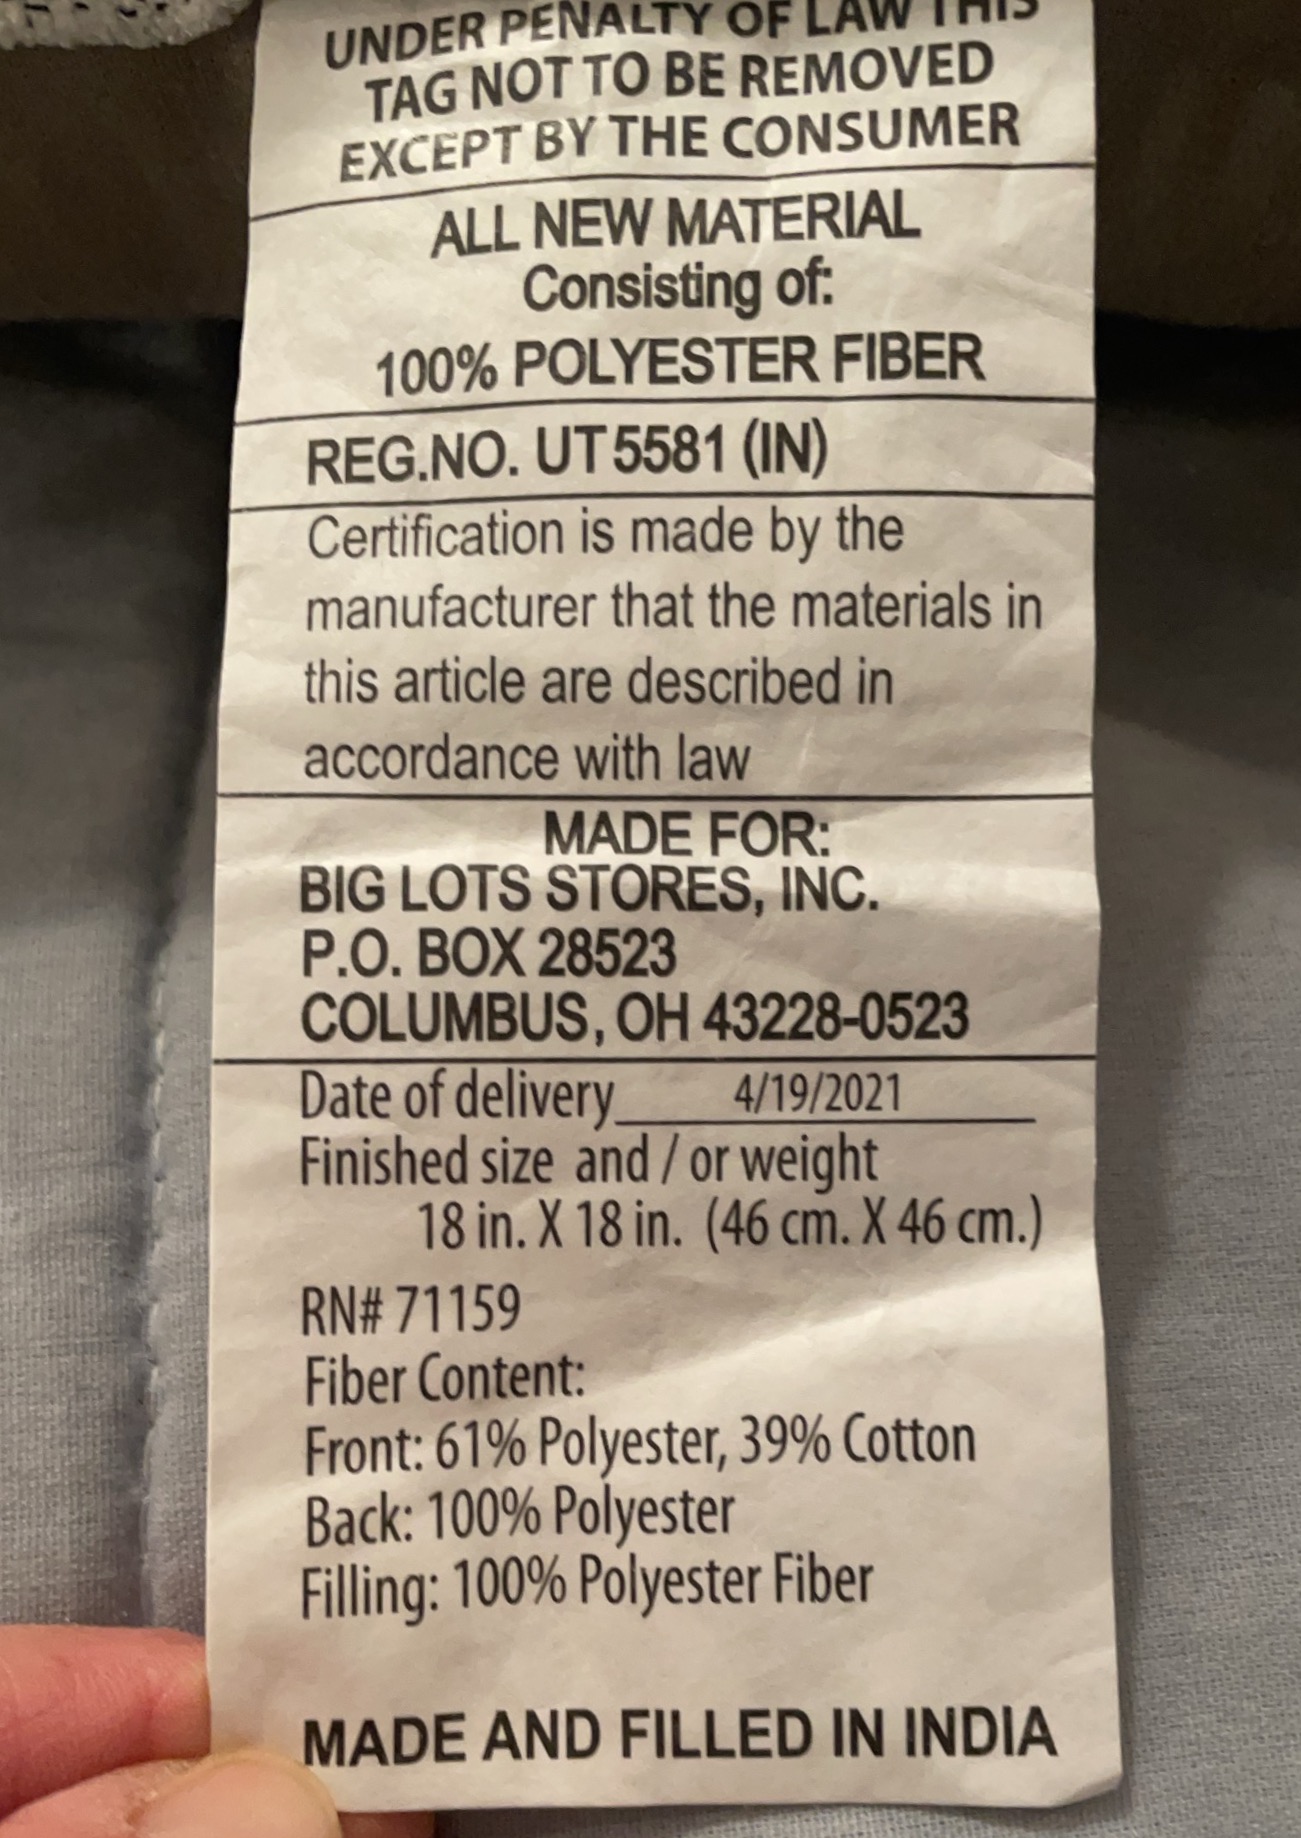 UNDER PENALTY OF LAW THIS
TAG NOT TO BE REMOVED
EXCEPT BY THE CONSUMER
ALL NEW MATERIAL
Consisting of:
100% POLYESTER FIBER
REG.NO. UT5581 (IN)
Certification is made by the
manufacturer that the materials in
this article are described in
accordance with law
MADE FOR:
BIG LOTS STORES, INC.
P.O. BOX 28523
COLUMBUS, OH 43228-0523
Date of delivery 4/19/2021
Finished size and / or weight
18 in. X 18 in. (46 cm. X 46 cm.)
RN# 71159
Fiber Content:
Front: 61% Polyester, 39% Cotton
Back: 100% Polyester
Filling: 100% Polyester Fiber
MADE AND FILLED IN INDIA